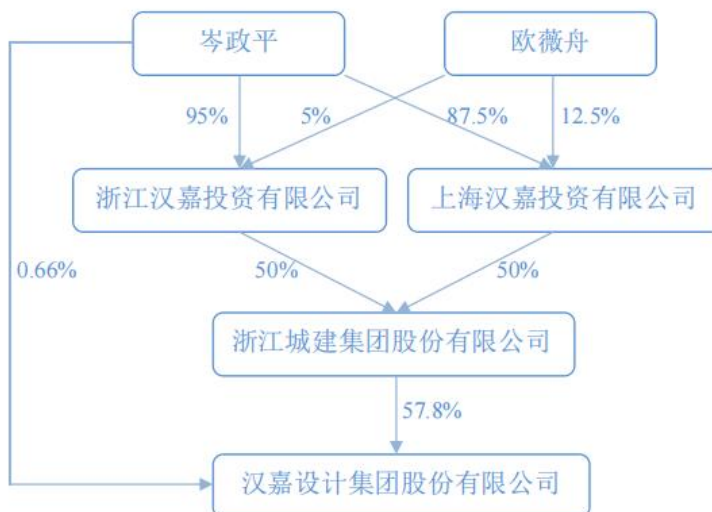 岑政平
欧薇舟
95%
5%
87.5%
12.5%
浙江汉嘉投资有限公司
上海汉嘉投资有限公司
0.66%
50%
50%
浙江城建集团股份有限公司
57.8%
汉嘉设计集团股份有限公司